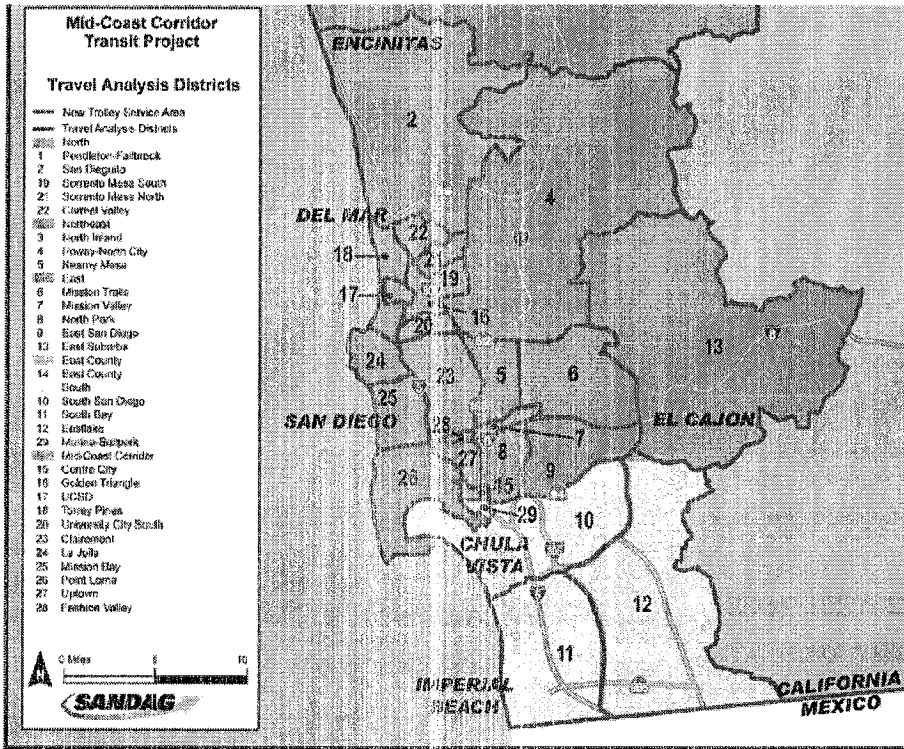 Mid-Coast Corridor
Transit Project
Travel Analysis Districts
New Trolley Service Area
Travel Analysis Districts
North
1 Pendleton-Fallbrook
2 San Dieguito
19 Sorrento Mesa South
21 Sorrento Mesa North
22 Carmel Valley
Northeast
3 North Inland
4 Poway-North City
5 Kearny Mesa
East
6 Mission Trails
7 Mission Valley
8 North Park
9 East San Diego
13 East Suburbs
East County
14 East County
South
10 South San Diego
11 South Bay
12 Eastlake
29 Marina-Ballpark
Mid-Coast Corridor
15 Centre City
16 Golden Triangle
17 UCSD
18 Torrey Pines
20 University City South
23 Clairemont
24 La Jolla
25 Mission Bay
26 Point Loma
27 Uptown
28 Fashion Valley
0 Miles 5 10
SANDAG
ENCINITAS
2
4
DEL MAR
22
18
21
19
17
16
20
13
24
23
5
6
25
SAN DIEGO
EL CAJON
28
7
27
8
9
26
15
29
10
CHULA
VISTA
12
11
IMPERIAL
BEACH
CALIFORNIA
MEXICO